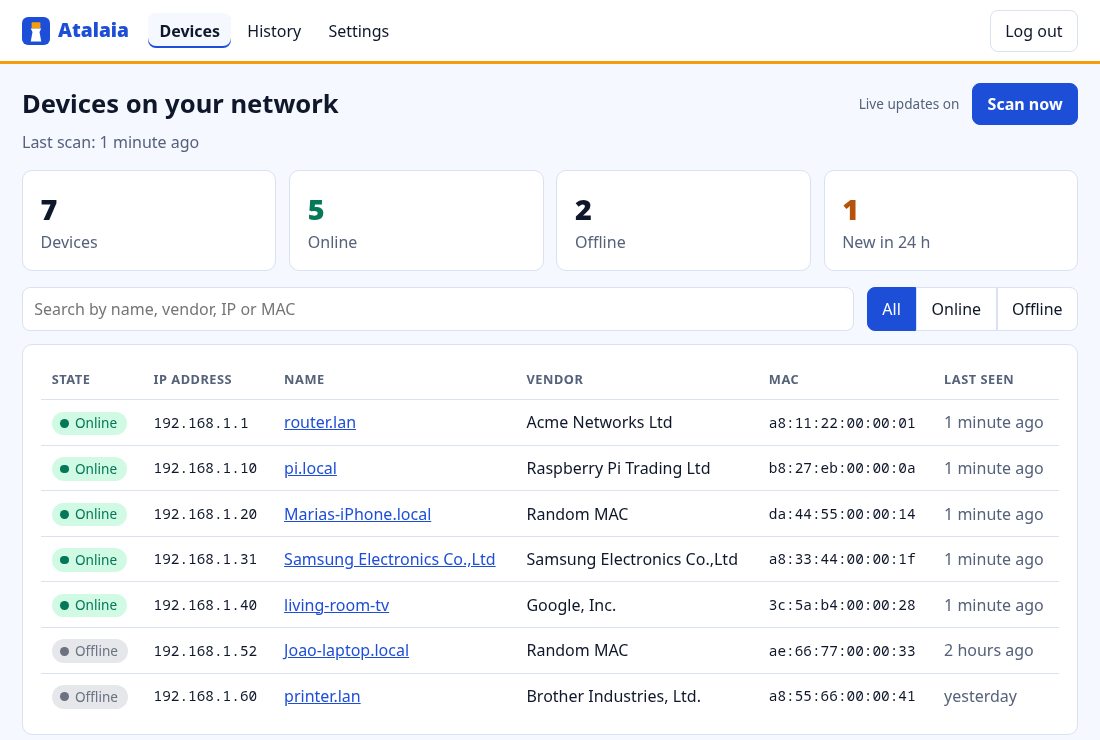 Atalaia Devices History Settings Log out
Devices on your network Live updates on Scan now
Last scan: 1 minute ago
7 5 2 1
Devices Online Offline New in 24 h
Search by name, vendor, IP or MAC All Online Offline
STATE IP ADDRESS NAME VENDOR MAC LAST SEEN
Online 192.168.1.1 router.lan Acme Networks Ltd a8:11:22:00:00:01 1 minute ago
Online 192.168.1.10 pi.local Raspberry Pi Trading Ltd b8:27:eb:00:00:0a 1 minute ago
Online 192.168.1.20 Marias-iPhone.local Random MAC da:44:55:00:00:14 1 minute ago
Online 192.168.1.31 Samsung Electronics Co.,Ltd Samsung Electronics Co.,Ltd a8:33:44:00:00:1f 1 minute ago
Online 192.168.1.40 living-room-tv Google, Inc. 3c:5a:b4:00:00:28 1 minute ago
Offline 192.168.1.52 Joao-laptop.local Random MAC ae:66:77:00:00:33 2 hours ago
Offline 192.168.1.60 printer.lan Brother Industries, Ltd. a8:55:66:00:00:41 yesterday